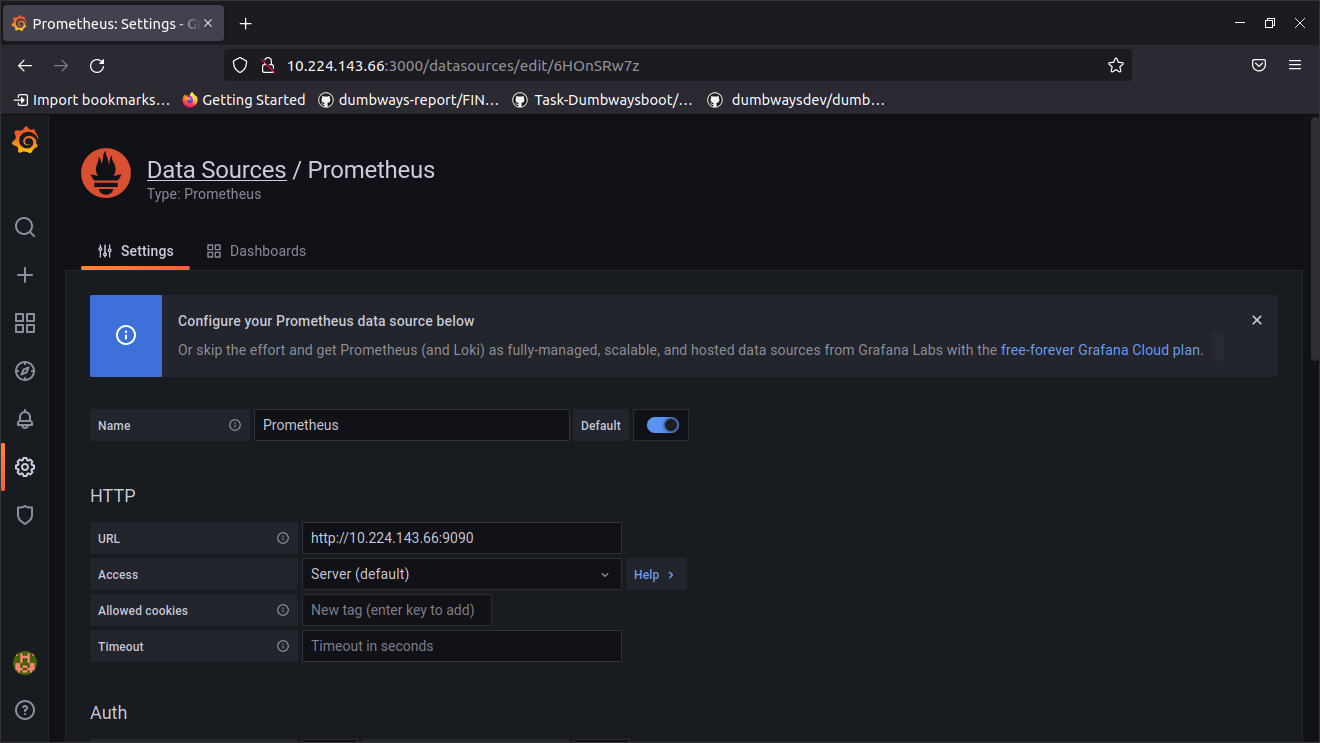 Prometheus: Settings - Gr
10.224.143.66:3000/datasources/edit/6HOnSRw7z
Import bookmarks... Getting Started dumbways-report/FIN... Task-Dumbwaysboot/... dumbwaysdev/dumb...
Data Sources / Prometheus
Type: Prometheus
Settings Dashboards
Configure your Prometheus data source below
Or skip the effort and get Prometheus (and Loki) as fully-managed, scalable, and hosted data sources from Grafana Labs with the free-forever Grafana Cloud plan.
Name Prometheus Default
HTTP
URL http://10.224.143.66:9090
Access Server (default) Help
Allowed cookies New tag (enter key to add)
Timeout Timeout in seconds
Auth